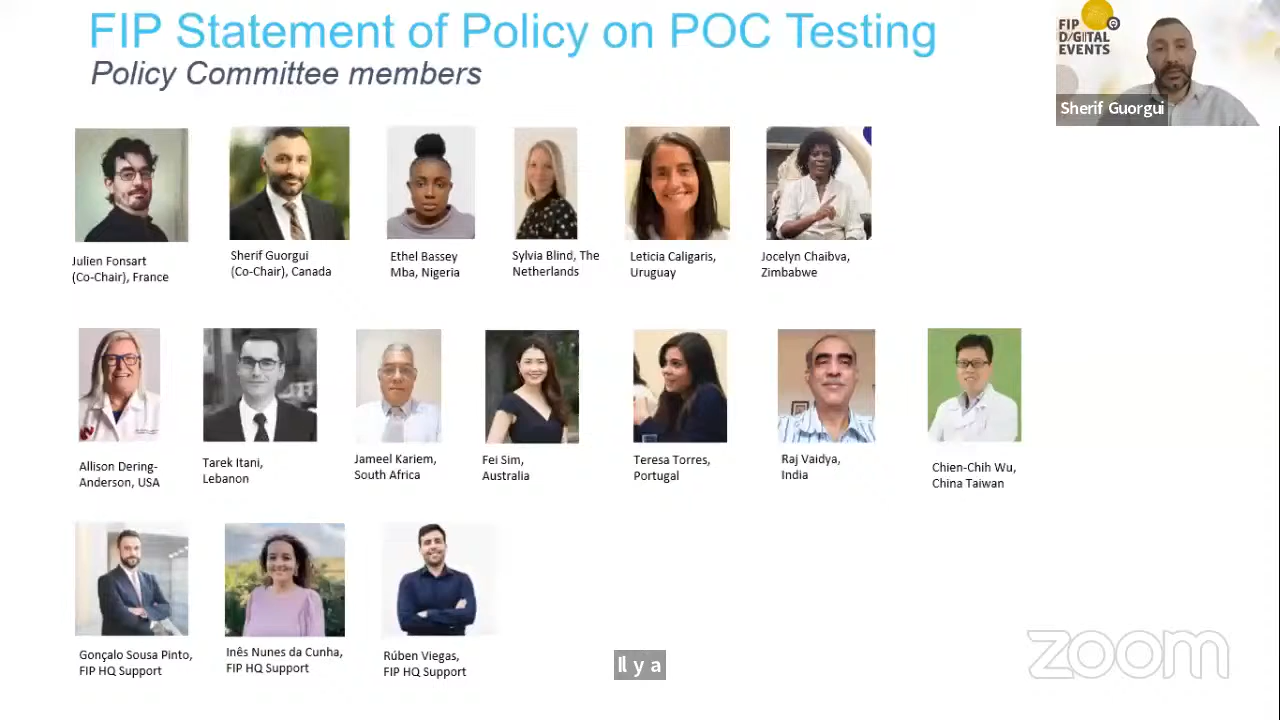 FIP Statement of Policy on POC Testing
Policy Committee members
FIP
DIGITAL
EVENTS
Sherif Guorgui
Julien Fonsart
(Co-Chair), France
Sherif Guorgui
(Co-Chair), Canada
Ethel Bassey
Mba, Nigeria
Sylvia Blind, The
Netherlands
Leticia Caligaris,
Uruguay
Jocelyn Chaibva,
Zimbabwe
Allison Dering-
Anderson, USA
Tarek Itani,
Lebanon
Jameel Kariem,
South Africa
Fei Sim,
Australia
Teresa Torres,
Portugal
Raj Vaidya,
India
Chien-Chih Wu,
China Taiwan
Gonçalo Sousa Pinto,
FIP HQ Support
Inês Nunes da Cunha,
FIP HQ Support
Rúben Viegas,
FIP HQ Support
Il y a
zoom